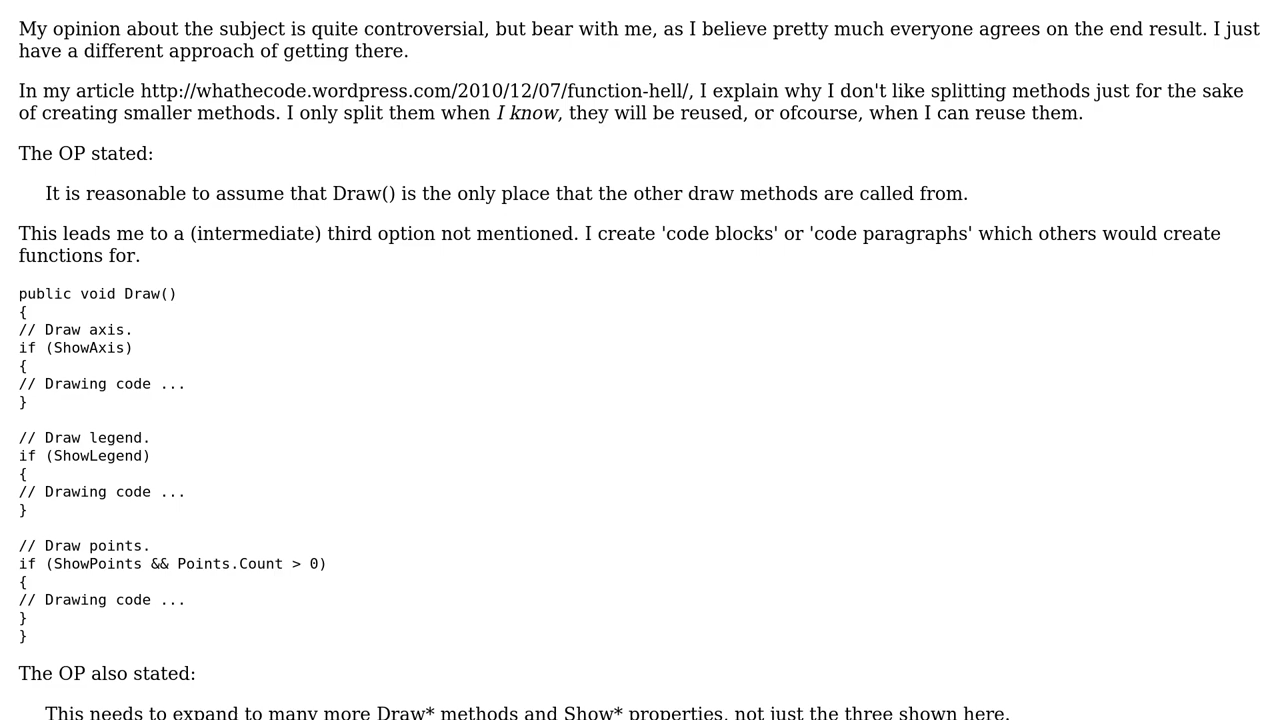 My opinion about the subject is quite controversial, but bear with me, as I believe pretty much everyone agrees on the end result. I just
have a different approach of getting there.
In my article http://whathecode.wordpress.com/2010/12/07/function-hell/, I explain why I don't like splitting methods just for the sake
of creating smaller methods. I only split them when I know, they will be reused, or ofcourse, when I can reuse them.
The OP stated:
It is reasonable to assume that Draw() is the only place that the other draw methods are called from.
This leads me to a (intermediate) third option not mentioned. I create 'code blocks' or 'code paragraphs' which others would create
functions for.
public void Draw()
{
// Draw axis.
if (ShowAxis)
{
// Drawing code ...
}
// Draw legend.
if (ShowLegend)
{
// Drawing code ...
}
// Draw points.
if (ShowPoints && Points.Count > 0)
{
// Drawing code ...
}
}
The OP also stated:
This needs to expand to many more Draw* methods and Show* properties, not just the three shown here.